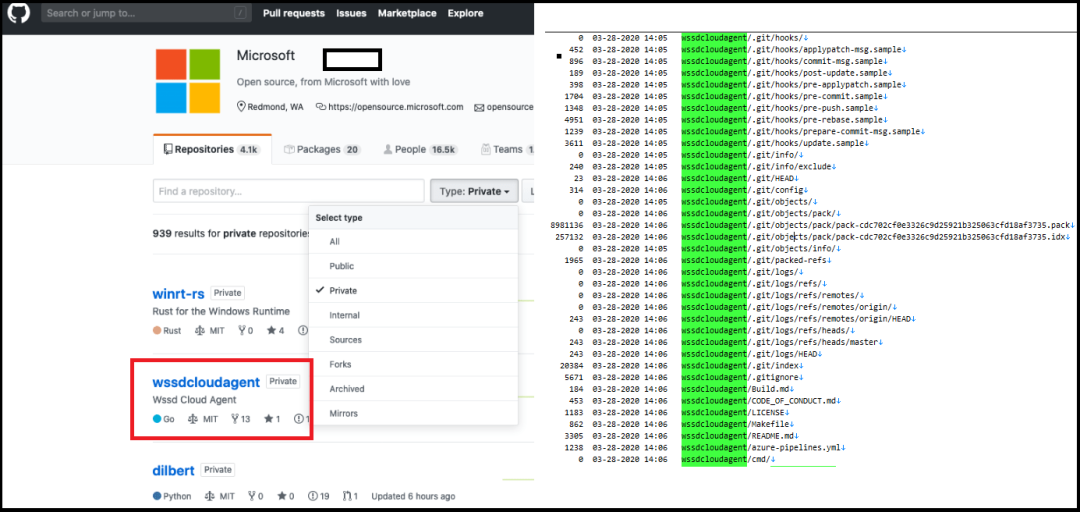 Search or jump to... /
Pull requests Issues Marketplace Explore
Microsoft
Open source, from Microsoft with love
Redmond, WA https://opensource.microsoft.com opensource
Repositories 4.1k Packages 20 People 16.5k Teams 1
Find a repository...
Type: Private
939 results for private repositories
Select type
All
Public
Private
Internal
Sources
Forks
Archived
Mirrors
winrt-rs Private
Rust for the Windows Runtime
Rust MIT 0 4
wssdcloudagent Private
Wssd Cloud Agent
Go MIT 13 1 1
dilbert Private
Python MIT 0 0 19 1 Updated 6 hours ago
0 03-28-2020 14:05 wssdcloudagent/.git/hooks/↓
452 03-28-2020 14:05 wssdcloudagent/.git/hooks/applypatch-msg.sample↓
896 03-28-2020 14:05 wssdcloudagent/.git/hooks/commit-msg.sample↓
189 03-28-2020 14:05 wssdcloudagent/.git/hooks/post-update.sample↓
398 03-28-2020 14:05 wssdcloudagent/.git/hooks/pre-applypatch.sample↓
1704 03-28-2020 14:05 wssdcloudagent/.git/hooks/pre-commit.sample↓
1348 03-28-2020 14:05 wssdcloudagent/.git/hooks/pre-push.sample↓
4951 03-28-2020 14:05 wssdcloudagent/.git/hooks/pre-rebase.sample↓
1239 03-28-2020 14:05 wssdcloudagent/.git/hooks/prepare-commit-msg.sample↓
3611 03-28-2020 14:05 wssdcloudagent/.git/hooks/update.sample↓
0 03-28-2020 14:05 wssdcloudagent/.git/info/↓
240 03-28-2020 14:05 wssdcloudagent/.git/info/exclude↓
23 03-28-2020 14:06 wssdcloudagent/.git/HEAD↓
314 03-28-2020 14:06 wssdcloudagent/.git/config↓
0 03-28-2020 14:05 wssdcloudagent/.git/objects/↓
0 03-28-2020 14:06 wssdcloudagent/.git/objects/pack/↓
8981136 03-28-2020 14:06 wssdcloudagent/.git/objects/pack/pack-cdc702cf0e3326c9d25921b325063cfd18af3735.pack↓
257132 03-28-2020 14:06 wssdcloudagent/.git/objects/pack/pack-cdc702cf0e3326c9d25921b325063cfd18af3735.idx↓
0 03-28-2020 14:05 wssdcloudagent/.git/objects/info/↓
1965 03-28-2020 14:06 wssdcloudagent/.git/packed-refs↓
0 03-28-2020 14:06 wssdcloudagent/.git/logs/↓
0 03-28-2020 14:06 wssdcloudagent/.git/logs/refs/↓
0 03-28-2020 14:06 wssdcloudagent/.git/logs/refs/remotes/↓
0 03-28-2020 14:06 wssdcloudagent/.git/logs/refs/remotes/origin/↓
243 03-28-2020 14:06 wssdcloudagent/.git/logs/refs/remotes/origin/HEAD↓
0 03-28-2020 14:06 wssdcloudagent/.git/logs/refs/heads/↓
243 03-28-2020 14:06 wssdcloudagent/.git/logs/refs/heads/master↓
243 03-28-2020 14:06 wssdcloudagent/.git/logs/HEAD↓
20384 03-28-2020 14:06 wssdcloudagent/.git/index↓
5671 03-28-2020 14:06 wssdcloudagent/.gitignore↓
184 03-28-2020 14:06 wssdcloudagent/Build.md↓
453 03-28-2020 14:06 wssdcloudagent/CODE_OF_CONDUCT.md↓
1183 03-28-2020 14:06 wssdcloudagent/LICENSE↓
862 03-28-2020 14:06 wssdcloudagent/Makefile↓
3305 03-28-2020 14:06 wssdcloudagent/README.md↓
1238 03-28-2020 14:06 wssdcloudagent/azure-pipelines.yml↓
0 03-28-2020 14:06 wssdcloudagent/cmd/↓